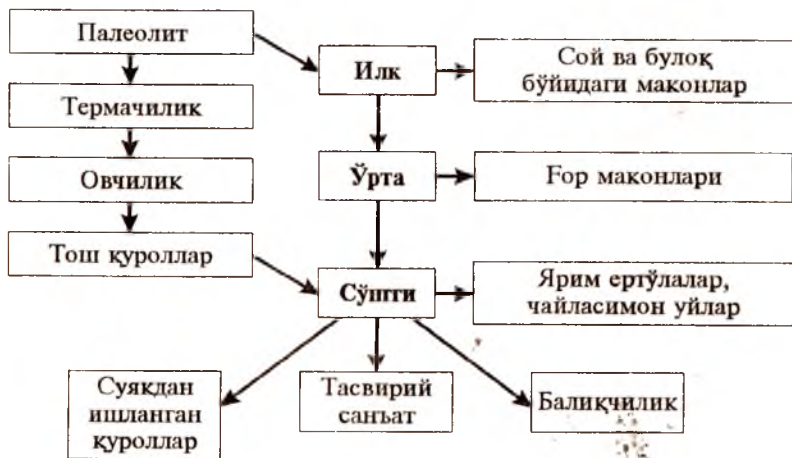 Палеолит
Илк
Сой ва булоқ
бўйидаги маконлар
Термачилик
Овчилик
Ўрта
Ғор маконлари
Тош қуроллар
Сўнгги
Ярим ертўлалар,
чайласимон уйлар
Суякдан
ишланган
қуроллар
Тасвирий
санъат
Балиқчилик